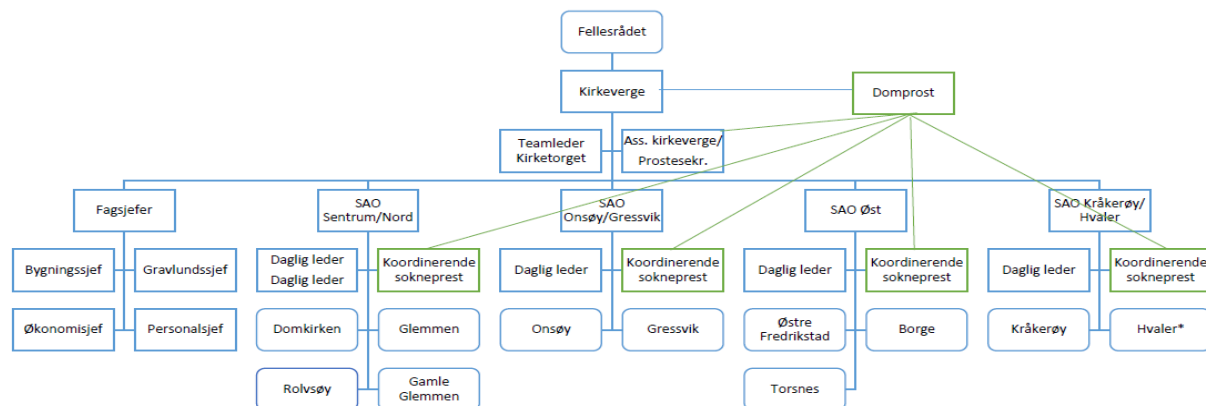 Fellesrådet
Kirkeverge
Domprost
Teamleder
Kirketorget
Ass. kirkeverge/
Prostesekr.
Fagsjefer
SAO
Sentrum/Nord
SAO
Onsøy/Gressvik
SAO Øst
SAO Kråkerøy/
Hvaler
Bygningssjef
Gravlundssjef
Daglig leder
Daglig leder
Koordinerende
sokneprest
Daglig leder
Koordinerende
sokneprest
Daglig leder
Koordinerende
sokneprest
Daglig leder
Koordinerende
sokneprest
Økonomisjef
Personalsjef
Domkirken
Glemmen
Onsøy
Gressvik
Østre
Fredrikstad
Borge
Kråkerøy
Hvaler*
Rolvsøy
Gamle
Glemmen
Torsnes